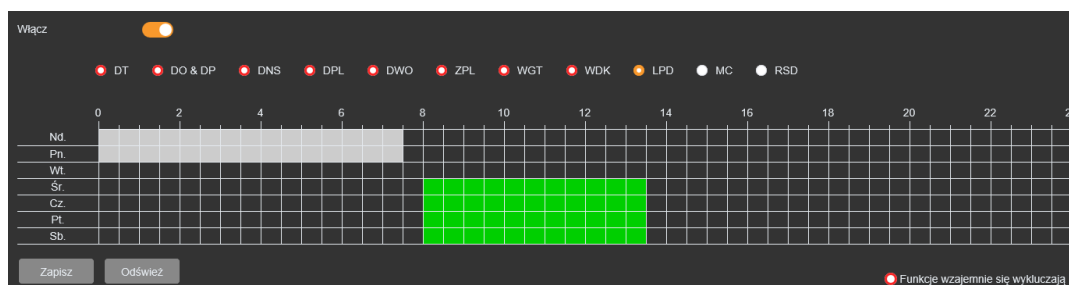 Włącz
DT DO & DP DNS DPL DWO ZPL WGT WDK LPD MC RSD
0 2 4 6 8 10 12 14 16 18 20 22 2
Nd.
Pn.
Wt.
Śr.
Cz.
Pt.
Sb.
Zapisz Odśwież
Funkcje wzajemnie się wykluczają